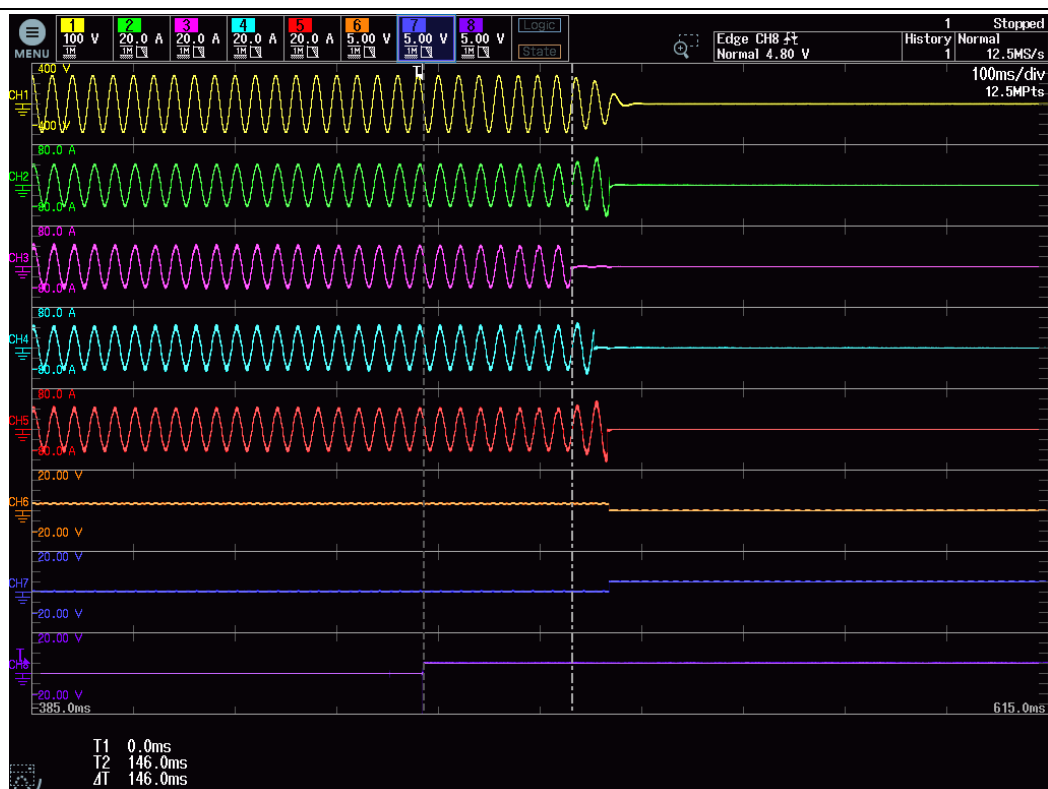 1 2 3 4 5 6 7 8 Logic 1 Stopped
MENU 100 V 20.0 A 20.0 A 20.0 A 20.0 A 5.00 V 5.00 V 5.00 V Edge CH8 History Normal
1M 1M 1M 1M 1M 1M 1M 1M State Normal 4.80 V 1 12.5MS/s
400 V T 100ms/div
CH1 12.5MPts
-400 V
80.0 A
CH2
-80.0 A
80.0 A
CH3
-80.0 A
80.0 A
CH4
-80.0 A
80.0 A
CH5
-80.0 A
20.00 V
CH6
-20.00 V
20.00 V
CH7
-20.00 V
20.00 V
T
CH8
-20.00 V
-385.0ms 615.0ms
T1 0.0ms
T2 146.0ms
ΔT 146.0ms